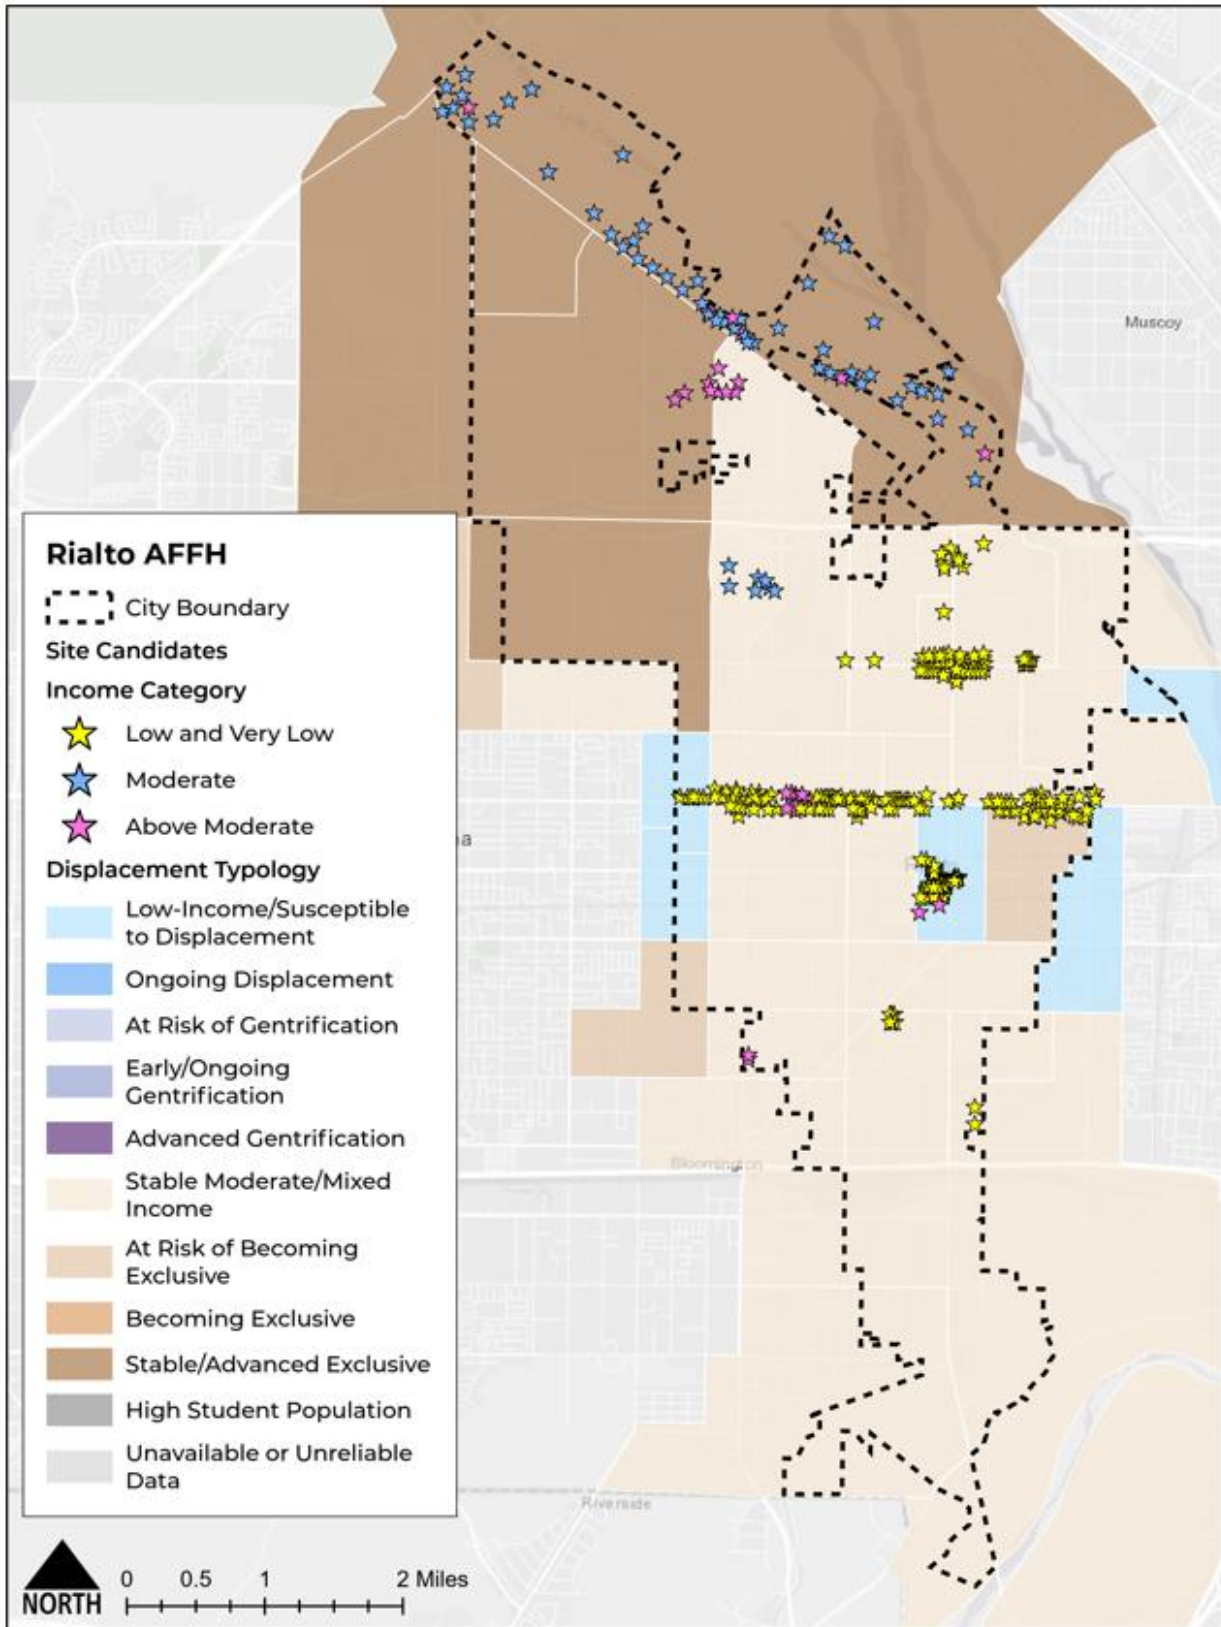 Muscoy
Rialto AFFH
City Boundary
Site Candidates
Income Category
Low and Very Low
Moderate
Above Moderate
Displacement Typology
Low-Income/Susceptible
to Displacement
Ongoing Displacement
At Risk of Gentrification
Early/Ongoing
Gentrification
Advanced Gentrification
Stable Moderate/Mixed
Income
At Risk of Becoming
Exclusive
Becoming Exclusive
Stable/Advanced Exclusive
High Student Population
Unavailable or Unreliable
Data
a
Bloomington
Riverside
NORTH
0 0.5 1 2 Miles